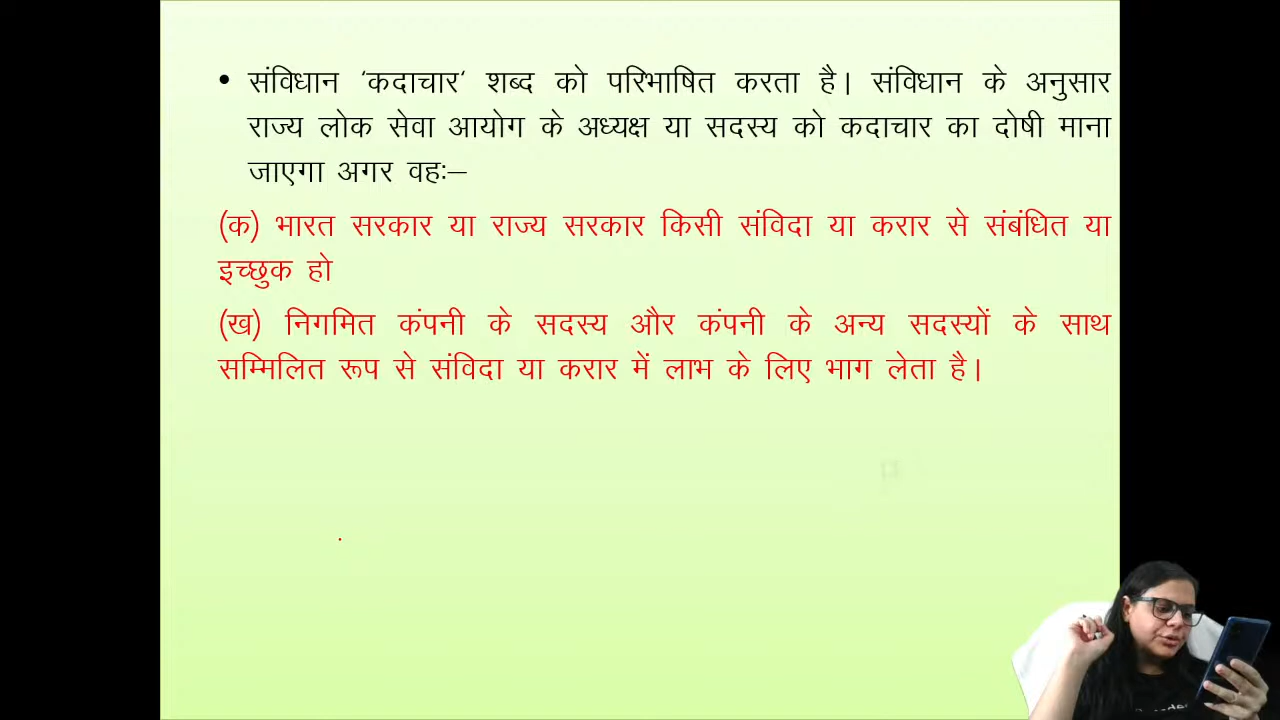 • संविधान 'कदाचार' शब्द को परिभाषित करता है। संविधान के अनुसार
राज्य लोक सेवा आयोग के अध्यक्ष या सदस्य को कदाचार का दोषी माना
जाएगा अगर वहः–
(क) भारत सरकार या राज्य सरकार किसी संविदा या करार से संबंधित या
इच्छुक हो
(ख) निगमित कंपनी के सदस्य और कंपनी के अन्य सदस्यों के साथ
सम्मिलित रूप से संविदा या करार में लाभ के लिए भाग लेता है।